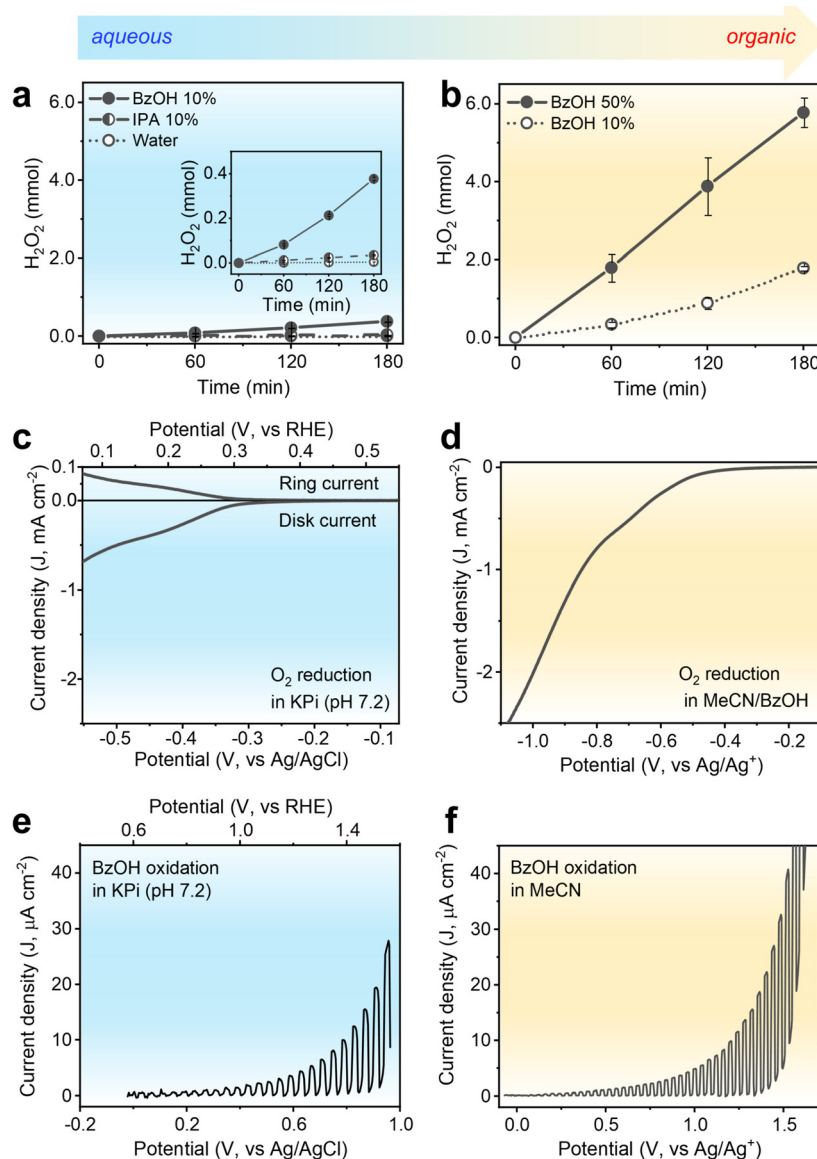 aqueous
organic
a
BzOH 10%
IPA 10%
Water
H₂O₂ (mmol)
6.0
4.0
2.0
0.0
0 60 120 180
Time (min)
H₂O₂ (mmol)
0.4
0.2
0.0
0 60 120 180
Time (min)
b
BzOH 50%
BzOH 10%
H₂O₂ (mmol)
6.0
4.0
2.0
0.0
0 60 120 180
Time (min)
c
Potential (V, vs RHE)
0.1 0.2 0.3 0.4 0.5
Current density (J, mA cm⁻²)
0.1
0.0
-1
-2
Ring current
Disk current
O₂ reduction
in KPi (pH 7.2)
-0.5 -0.4 -0.3 -0.2 -0.1
Potential (V, vs Ag/AgCl)
d
Current density (J, mA cm⁻²)
0
-1
-2
O₂ reduction
in MeCN/BzOH
-1.0 -0.8 -0.6 -0.4 -0.2
Potential (V, vs Ag/Ag⁺)
e
Potential (V, vs RHE)
0.6 1.0 1.4
Current density (J, µA cm⁻²)
40
30
20
10
0
BzOH oxidation
in KPi (pH 7.2)
-0.2 0.2 0.6 1.0
Potential (V, vs Ag/AgCl)
f
Current density (J, µA cm⁻²)
40
30
20
10
0
BzOH oxidation
in MeCN
0.0 0.5 1.0 1.5
Potential (V, vs Ag/Ag⁺)